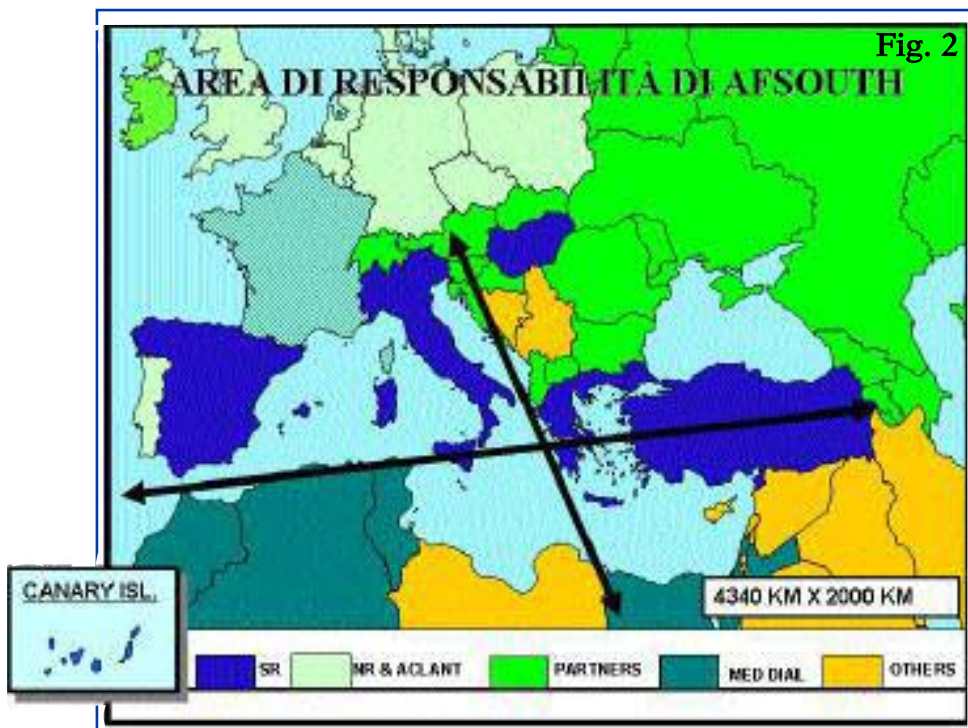 Fig. 2
AREA DI RESPONSABILITÀ DI AFSOUTH
4340 KM X 2000 KM
CANARY ISL.
SR NR & ACLANT PARTNERS MED DIAL OTHERS